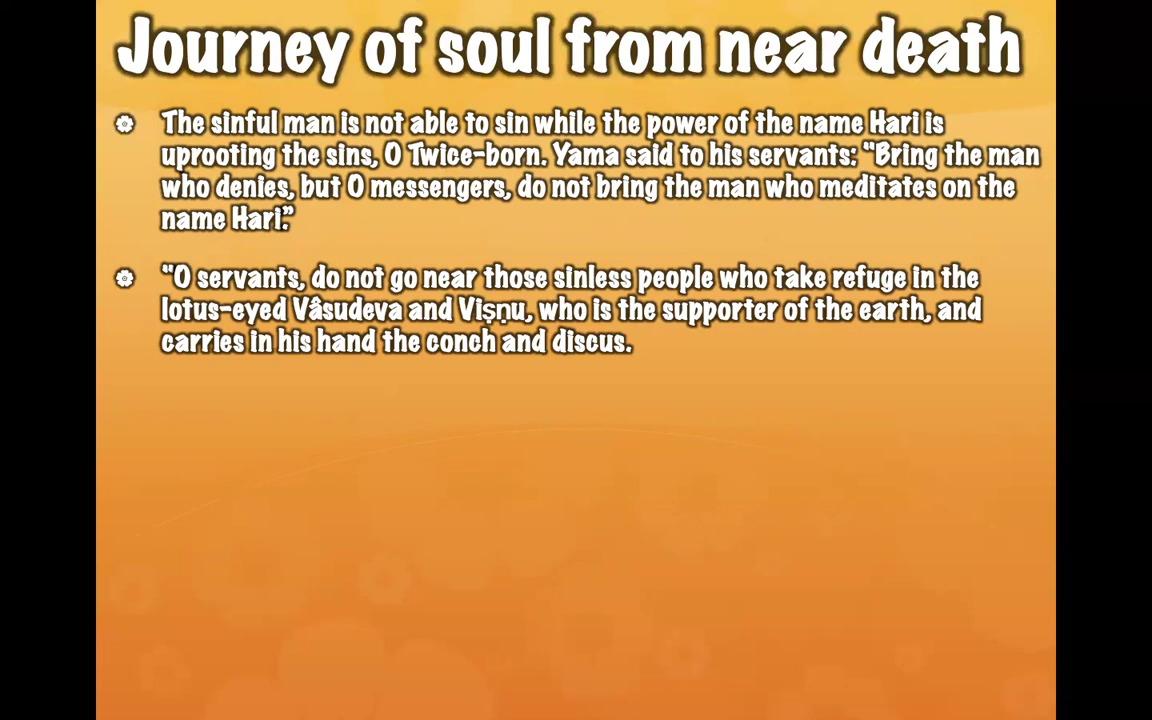 Journey of soul from near death
The sinful man is not able to sin while the power of the name Hari is
uprooting the sins, O Twice-born. Yama said to his servants: "Bring the man
who denies, but O messengers, do not bring the man who meditates on the
name Hari."
"O servants, do not go near those sinless people who take refuge in the
lotus-eyed Vâsudeva and Viṣṇu, who is the supporter of the earth, and
carries in his hand the conch and discus.